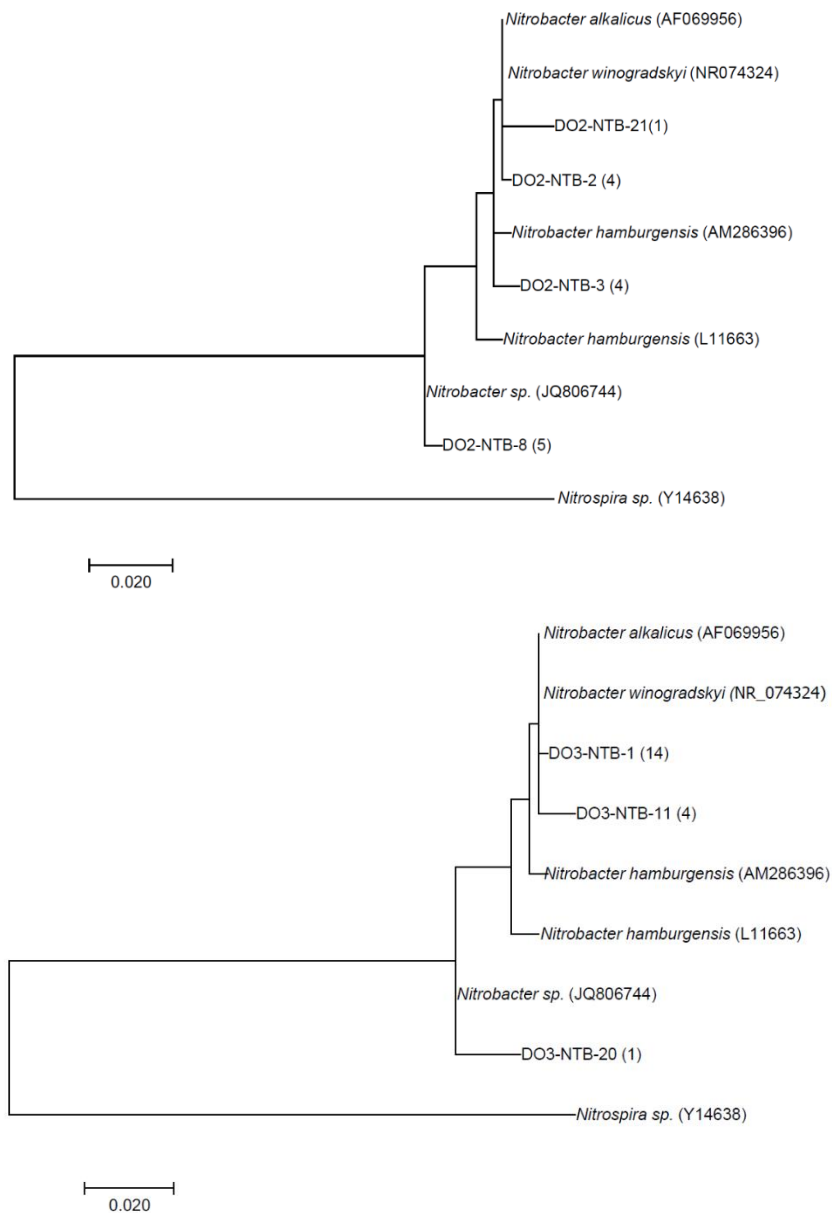 Nitrobacter alkalicus (AF069956)
Nitrobacter winogradskyi (NR074324)
DO2-NTB-21(1)
DO2-NTB-2 (4)
Nitrobacter hamburgensis (AM286396)
DO2-NTB-3 (4)
Nitrobacter hamburgensis (L11663)
Nitrobacter sp. (JQ806744)
DO2-NTB-8 (5)
Nitrospira sp. (Y14638)
0.020
Nitrobacter alkalicus (AF069956)
Nitrobacter winogradskyi (NR_074324)
DO3-NTB-1 (14)
DO3-NTB-11 (4)
Nitrobacter hamburgensis (AM286396)
Nitrobacter hamburgensis (L11663)
Nitrobacter sp. (JQ806744)
DO3-NTB-20 (1)
Nitrospira sp. (Y14638)
0.020